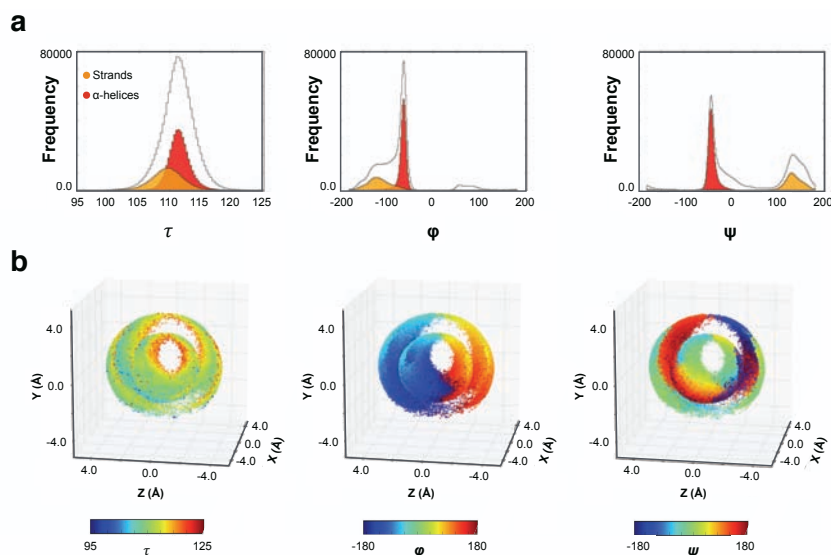 a
80000
80000
80000
Strands
α-helices
Frequency
Frequency
Frequency
0.0
0.0
0.0
95 100 105 110 115 120 125
-200 -100 0 100 200
-200 -100 0 100 200
τ
φ
ψ
b
4.0
0.0
-4.0
Y (Å)
4.0
0.0
-4.0
Z (Å)
4.0
0.0
-4.0
X (Å)
4.0
0.0
-4.0
Y (Å)
4.0
0.0
-4.0
Z (Å)
4.0
0.0
-4.0
X (Å)
4.0
0.0
-4.0
Y (Å)
4.0
0.0
-4.0
Z (Å)
4.0
0.0
-4.0
X (Å)
95 τ 125
-180 φ 180
-180 ψ 180